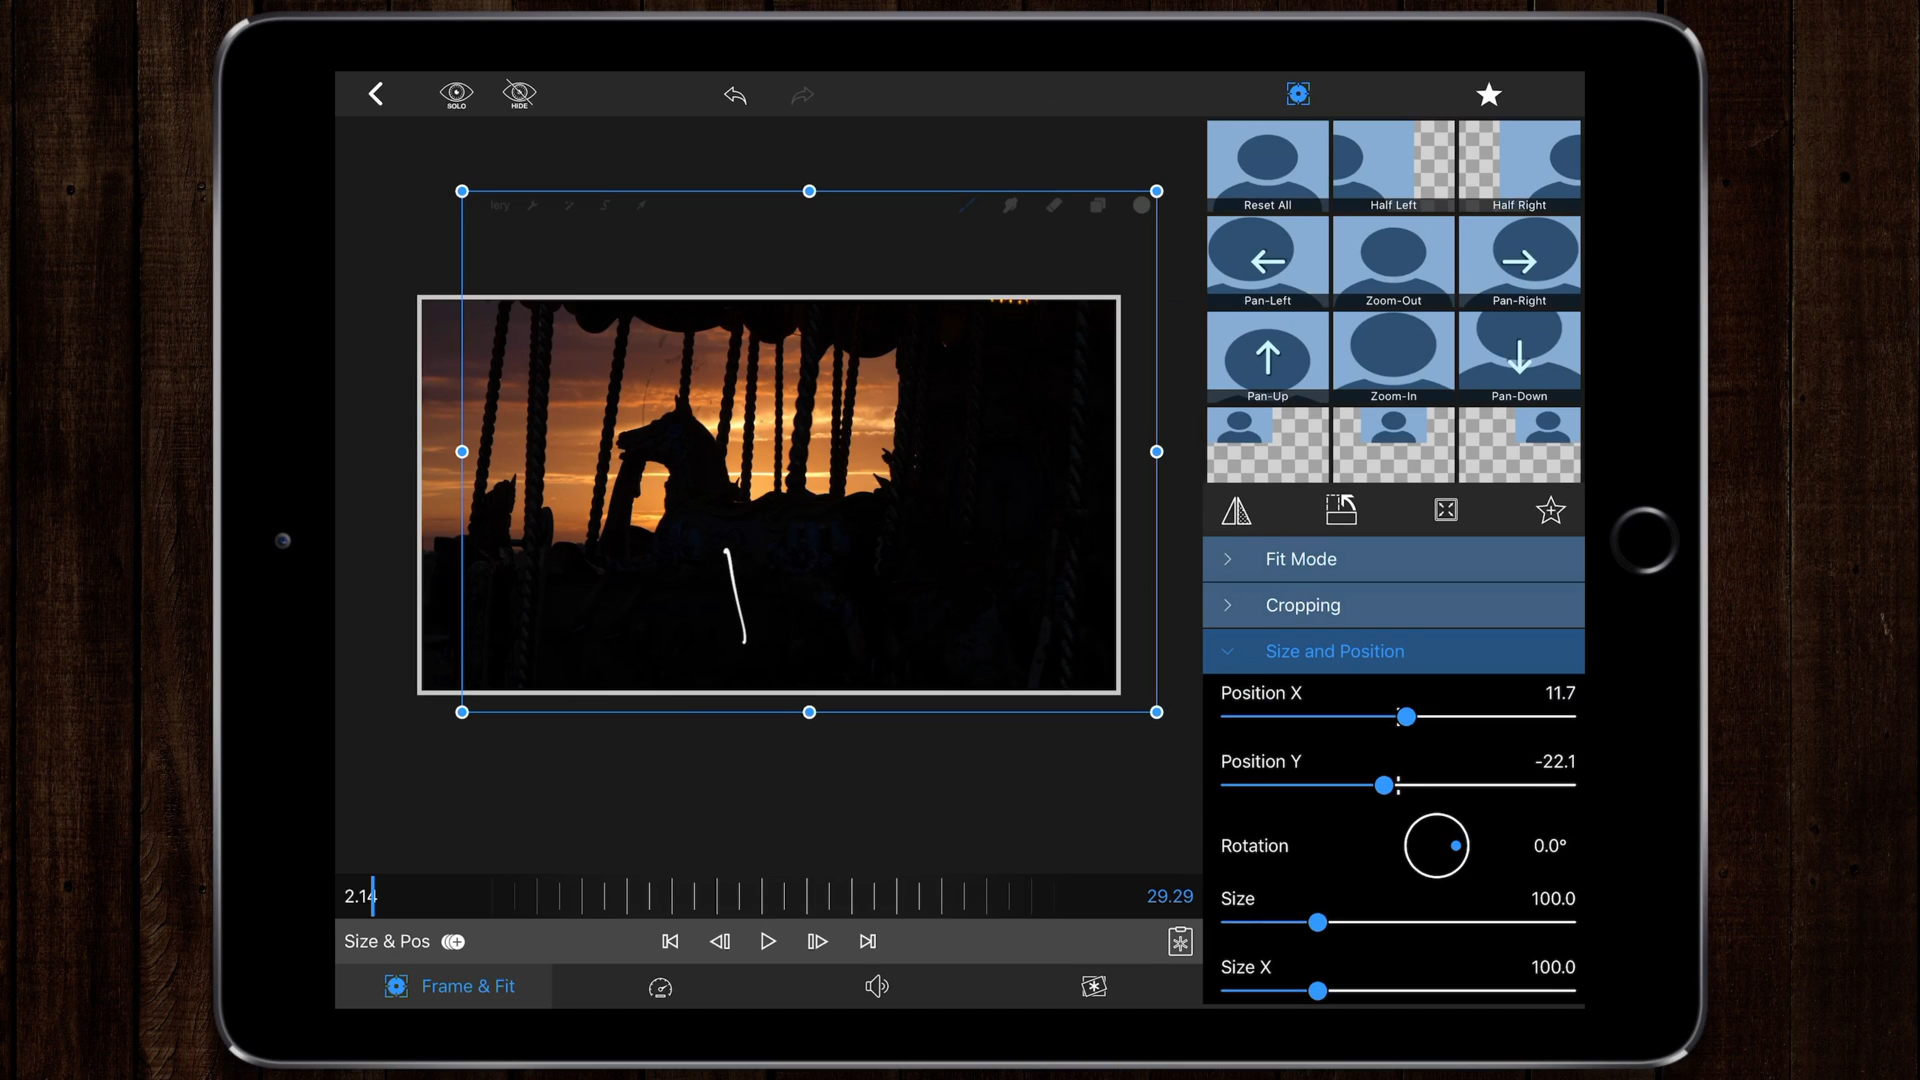 SOLO
HIDE
lery
Reset All
Half Left
Half Right
Pan-Left
Zoom-Out
Pan-Right
Pan-Up
Zoom-In
Pan-Down
Fit Mode
Cropping
Size and Position
Position X 11.7
Position Y -22.1
Rotation 0.0°
Size 100.0
Size X 100.0
2.14
29.29
Size & Pos
Frame & Fit